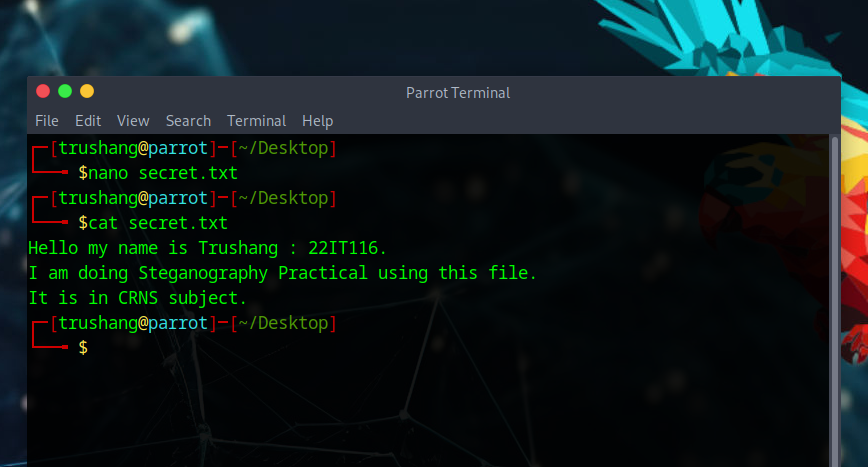 Parrot Terminal
File Edit View Search Terminal Help
[trushang@parrot]─[~/Desktop]
$nano secret.txt
[trushang@parrot]─[~/Desktop]
$cat secret.txt
Hello my name is Trushang : 22IT116.
I am doing Steganography Practical using this file.
It is in CRNS subject.
[trushang@parrot]─[~/Desktop]
$